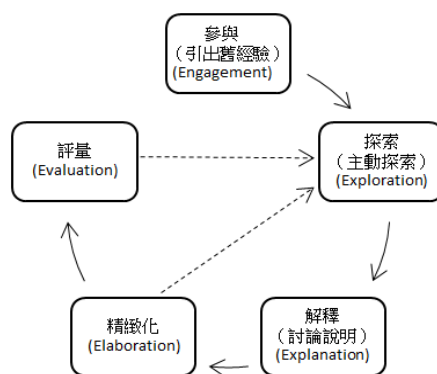 參與
（引出舊經驗）
(Engagement)
探索
（主動探索）
(Exploration)
解釋
（討論說明）
(Explanation)
精緻化
(Elaboration)
評量
(Evaluation)